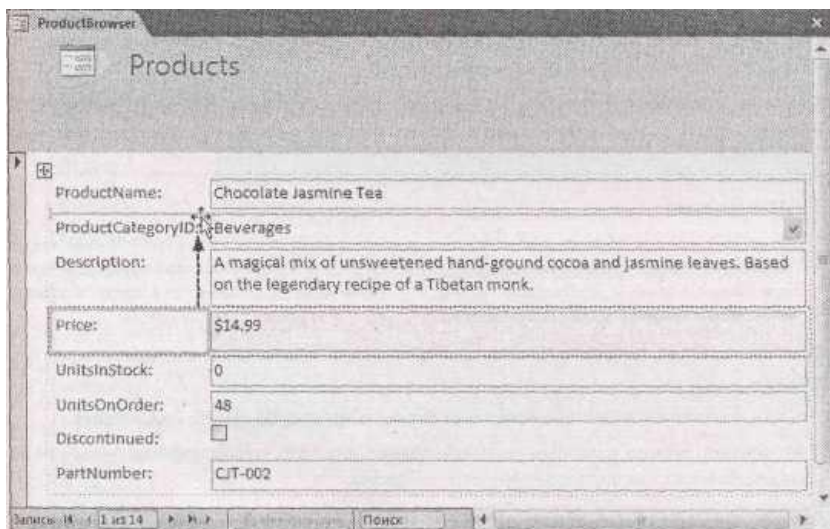 ProductBrowser
Products
ProductName: Chocolate Jasmine Tea
ProductCategoryID: Beverages
Description: A magical mix of unsweetened hand-ground cocoa and jasmine leaves. Based
on the legendary recipe of a Tibetan monk.
Price: $14.99
UnitsInStock: 0
UnitsOnOrder: 48
Discontinued:
PartNumber: CJT-002
Запись: 1 из 14 Поиск